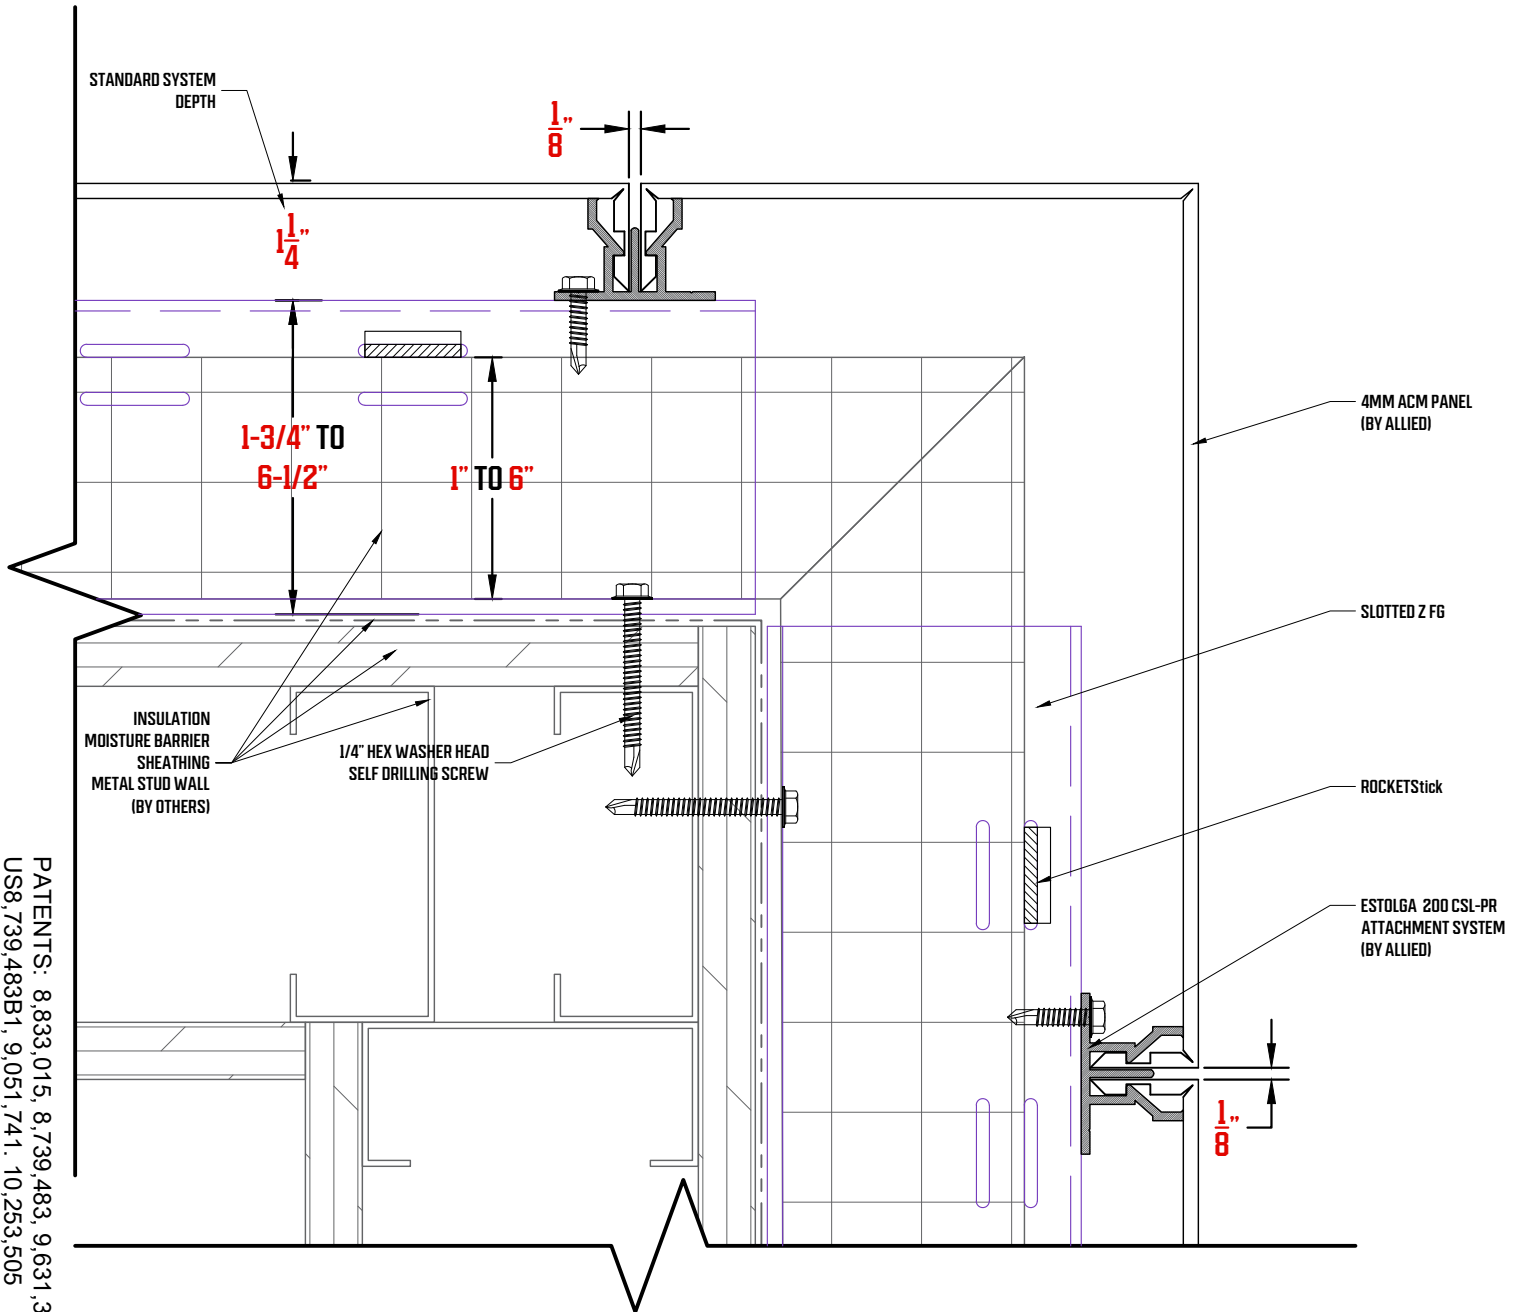 STANDARD SYSTEM
DEPTH
1/8"
1 1/4"
1-3/4" TO
6-1/2"
1" TO 6"
4MM ACM PANEL
(BY ALLIED)
SLOTTED Z FG
INSULATION
MOISTURE BARRIER
SHEATHING
METAL STUD WALL
(BY OTHERS)
1/4" HEX WASHER HEAD
SELF DRILLING SCREW
ROCKETStick
ESTOLGA 200 CSL-PR
ATTACHMENT SYSTEM
(BY ALLIED)
1/8"
PATENTS: 8,833,015, 8,739,483, 9,631,3
US8,739,483B1, 9,051,741. 10,253,505